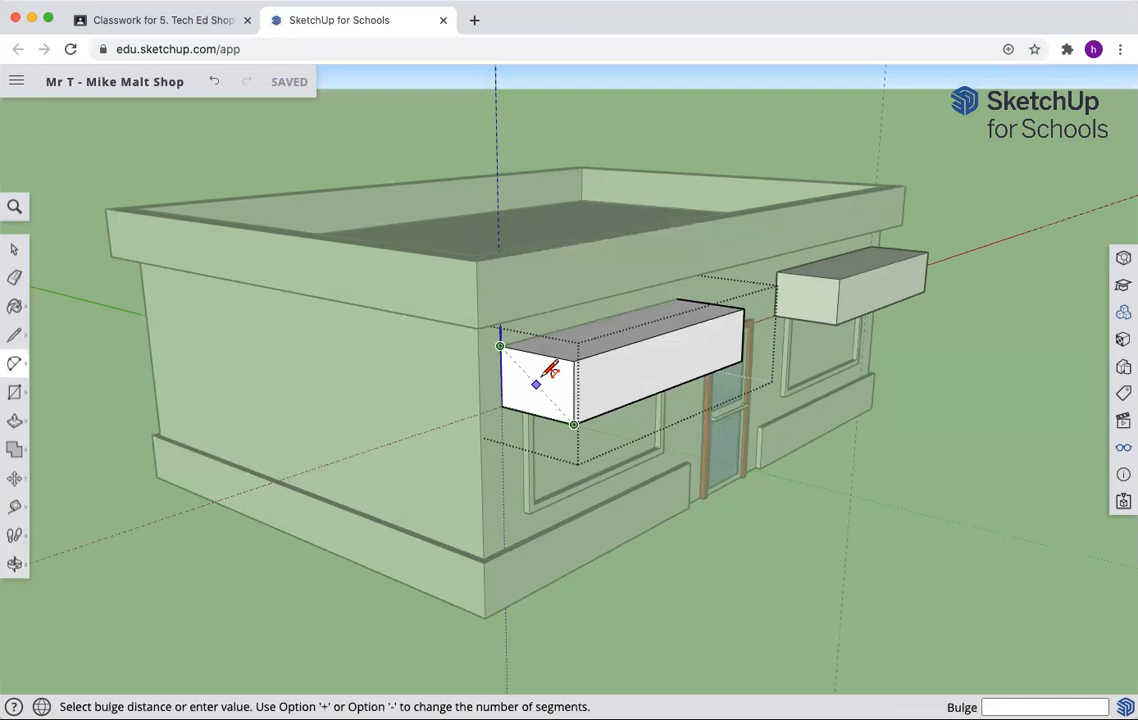 Classwork for 5. Tech Ed Shop
SketchUp for Schools
edu.sketchup.com/app
h
Mr T - Mike Malt Shop
SAVED
SketchUp
for Schools
Select bulge distance or enter value. Use Option '+' or Option '-' to change the number of segments.
Bulge